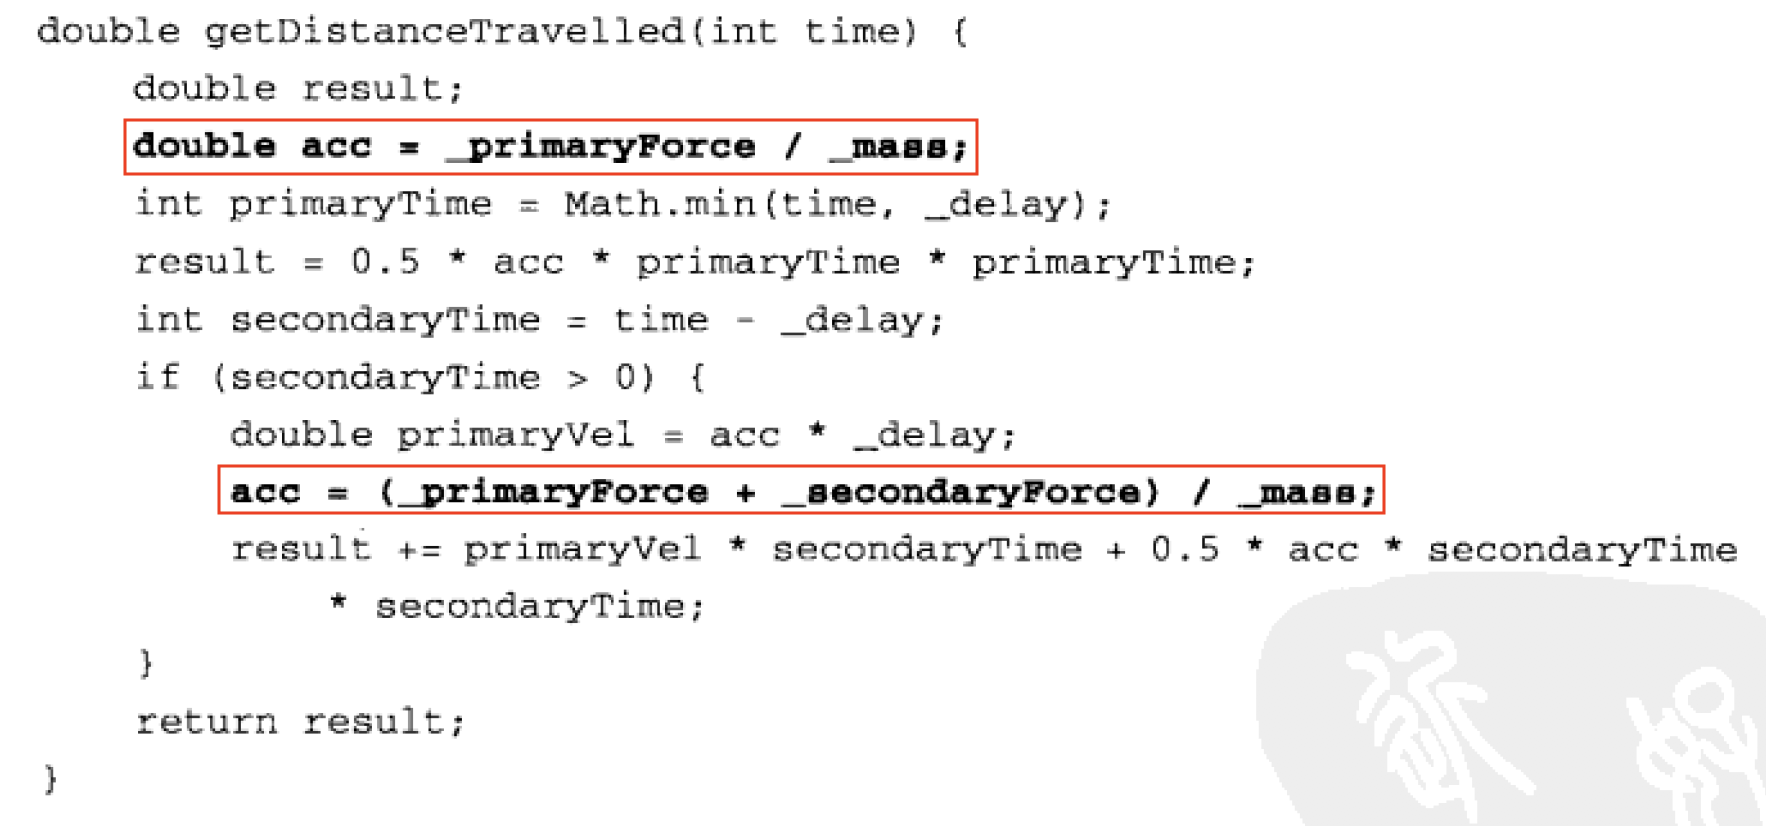 double getDistanceTravelled(int time) {
double result;
double acc = _primaryForce / _mass;
int primaryTime = Math.min(time, _delay);
result = 0.5 * acc * primaryTime * primaryTime;
int secondaryTime = time - _delay;
if (secondaryTime > 0) {
double primaryVel = acc * _delay;
acc = (_primaryForce + _secondaryForce) / _mass;
result += primaryVel * secondaryTime + 0.5 * acc * secondaryTime
* secondaryTime;
}
return result;
}